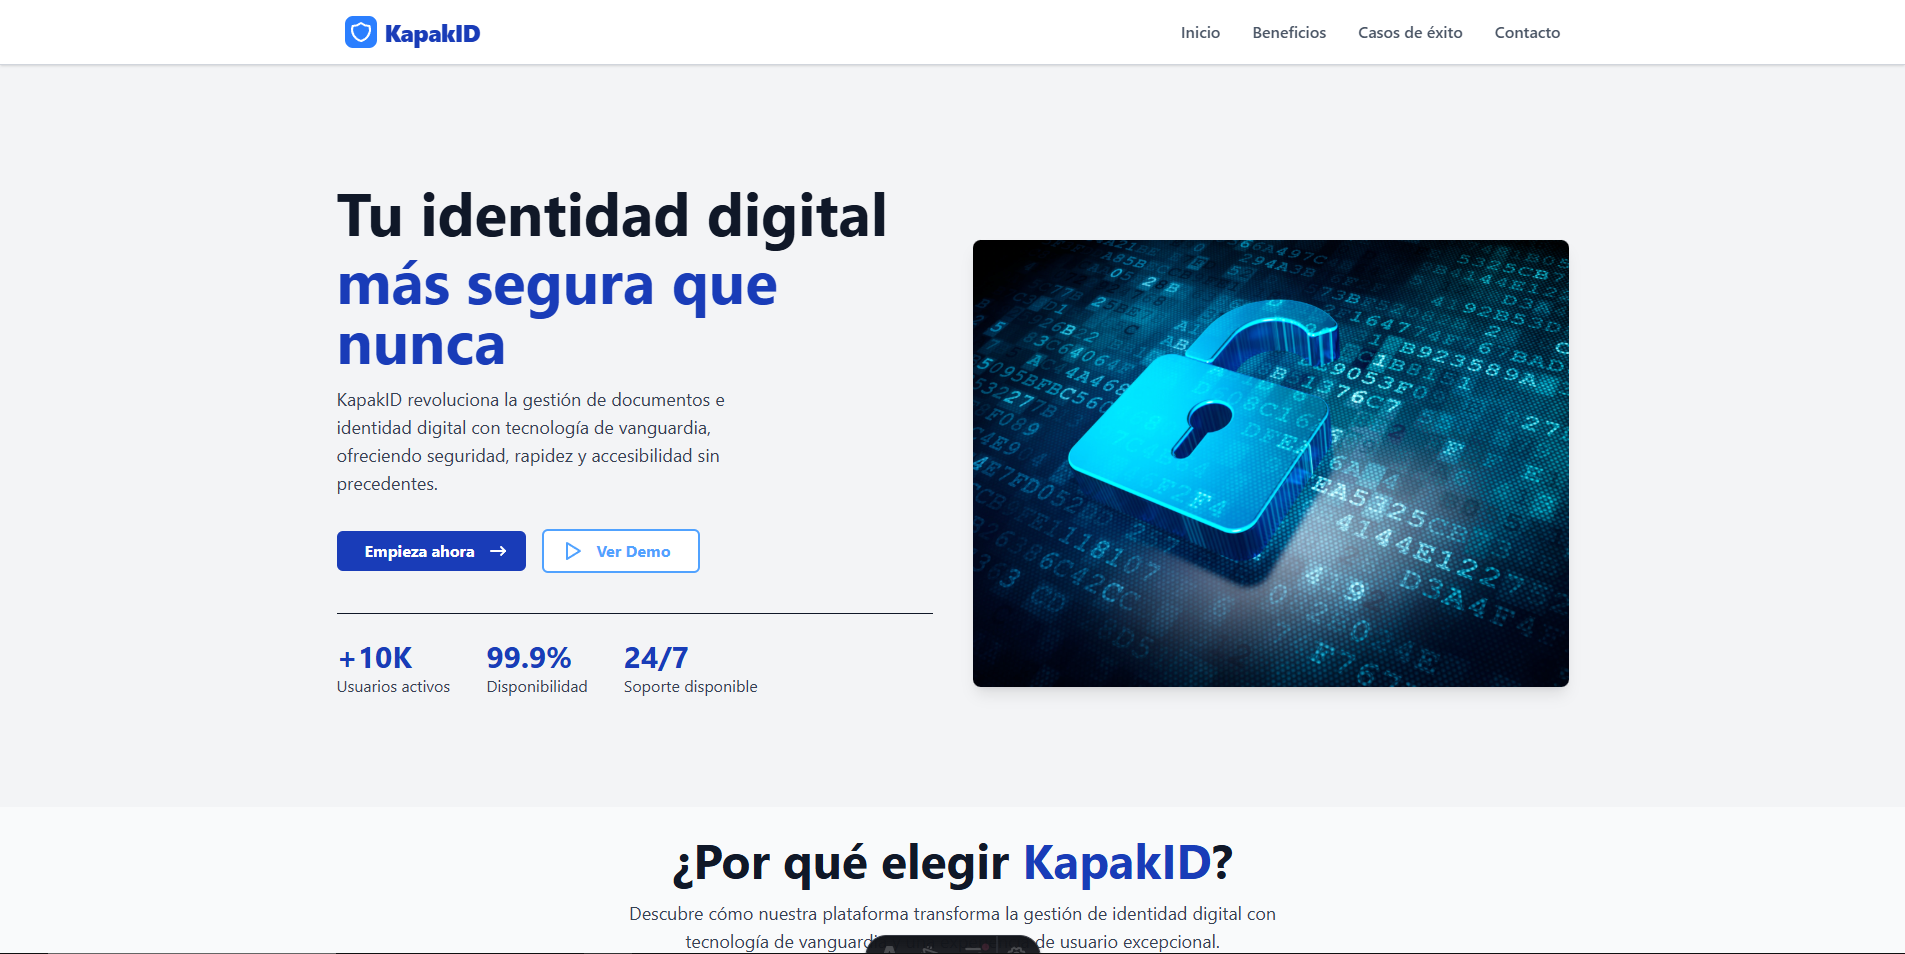 KapakID
Inicio
Beneficios
Casos de éxito
Contacto
Tu identidad digital
más segura que
nunca
KapakID revoluciona la gestión de documentos e
identidad digital con tecnología de vanguardia,
ofreciendo seguridad, rapidez y accesibilidad sin
precedentes.
Empieza ahora
Ver Demo
+10K
Usuarios activos
99.9%
Disponibilidad
24/7
Soporte disponible
¿Por qué elegir KapakID?
Descubre cómo nuestra plataforma transforma la gestión de identidad digital con
tecnología de de usuario excepcional.